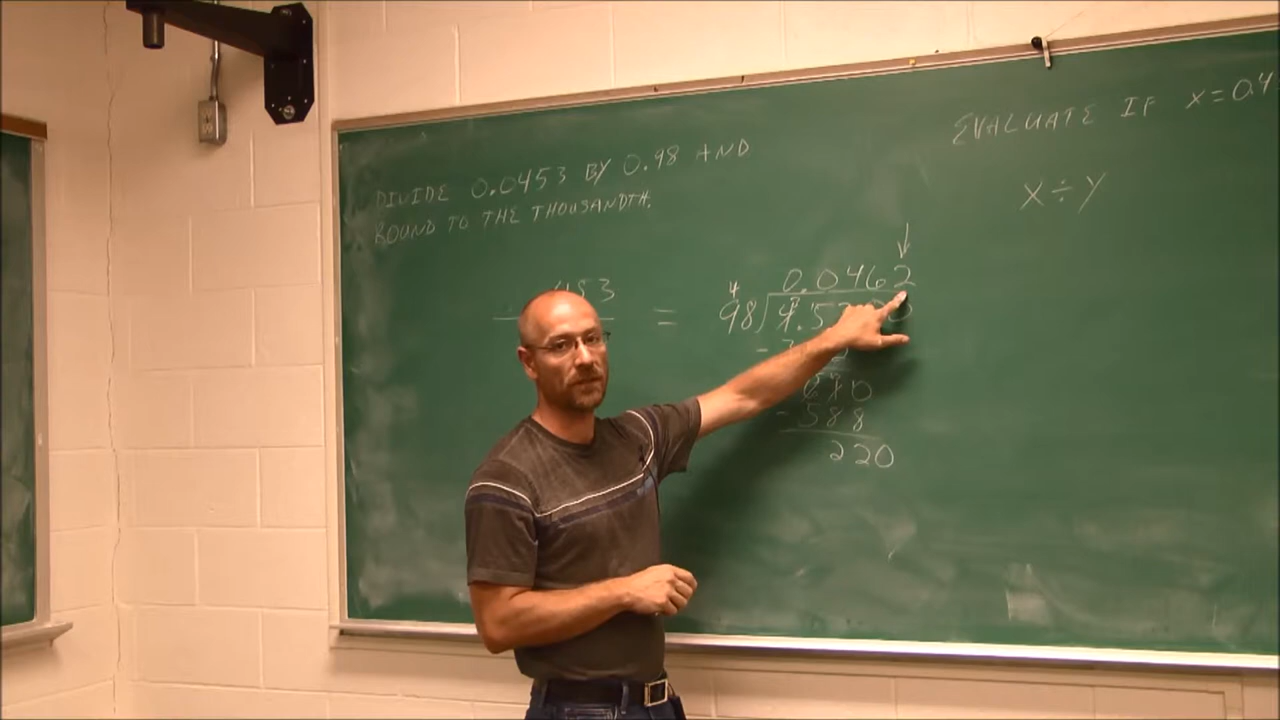 DIVIDE 0.0453 BY 0.98 AND
ROUND TO THE THOUSANDTH.
EVALUATE IF X=0.4
X÷Y
453 =
0.0462
4
98
588
220